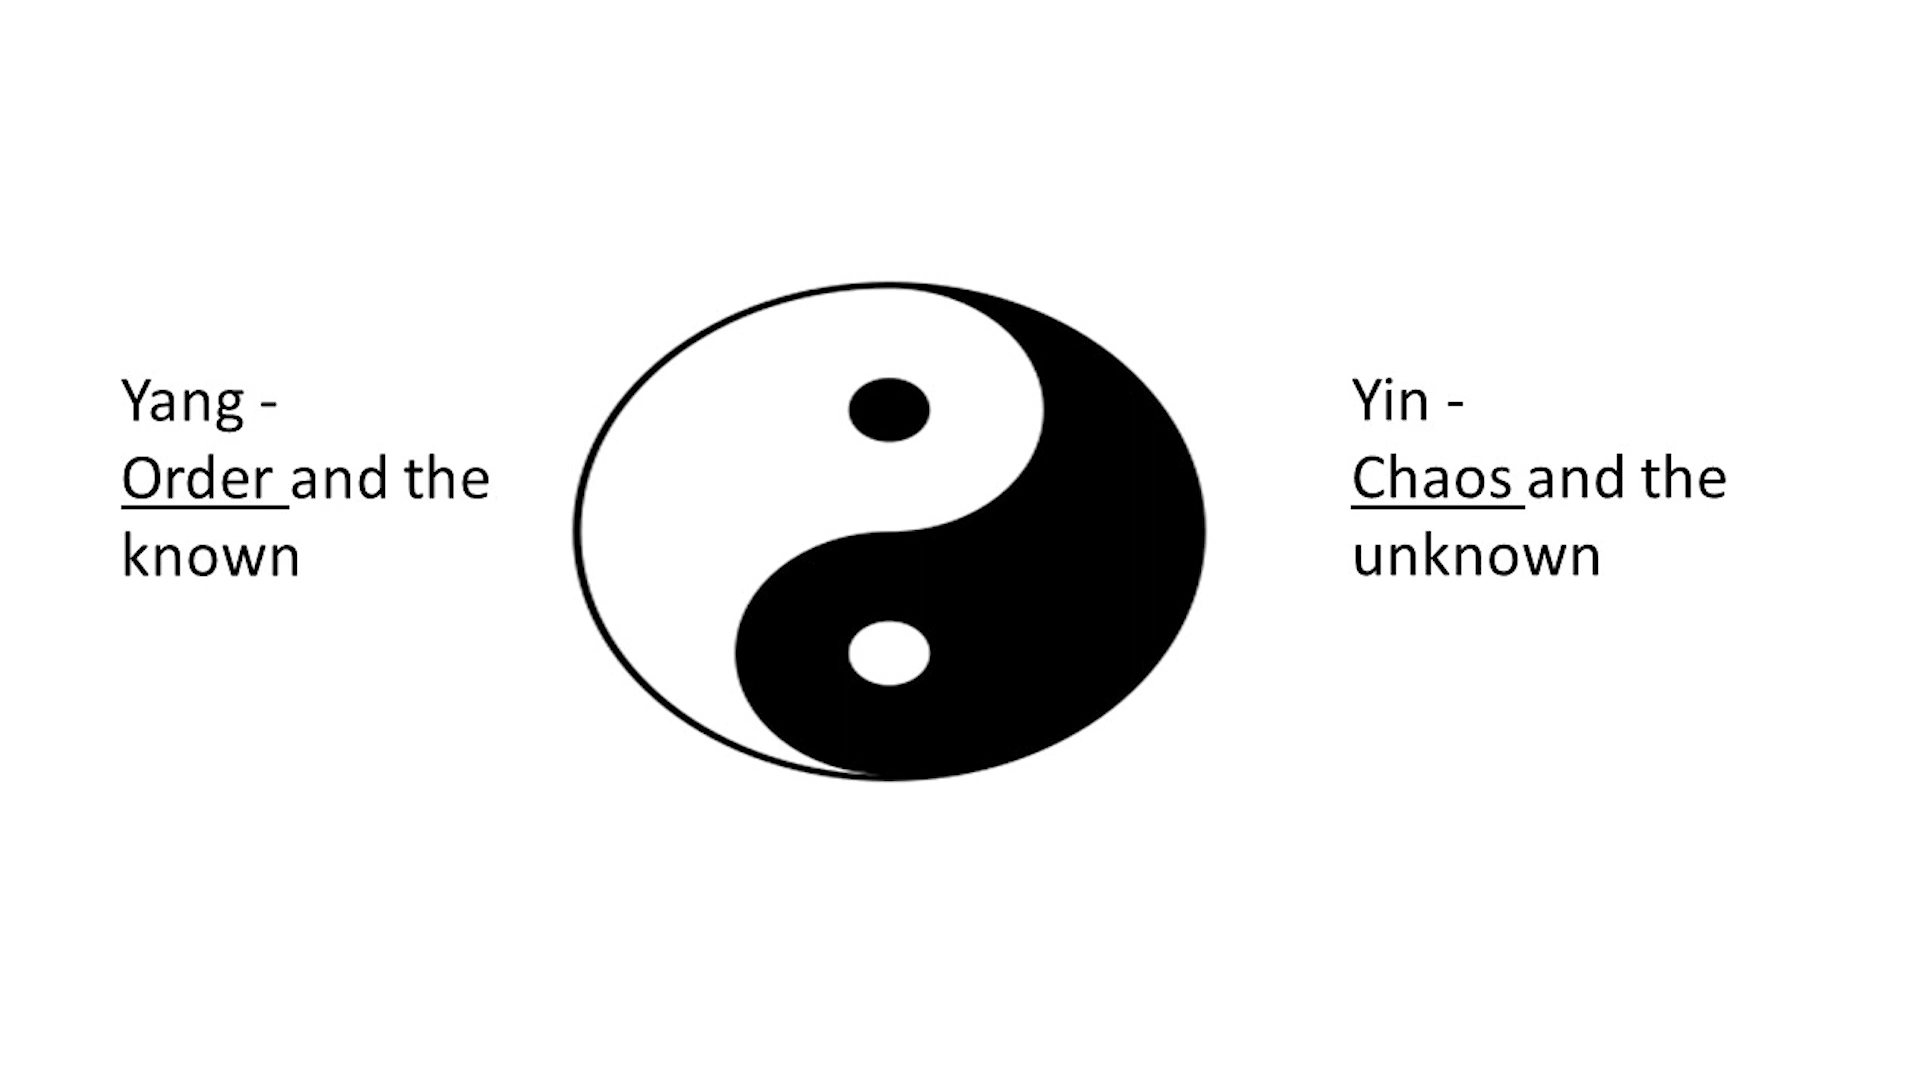 Yang -
Order and the
known
Yin -
Chaos and the
unknown